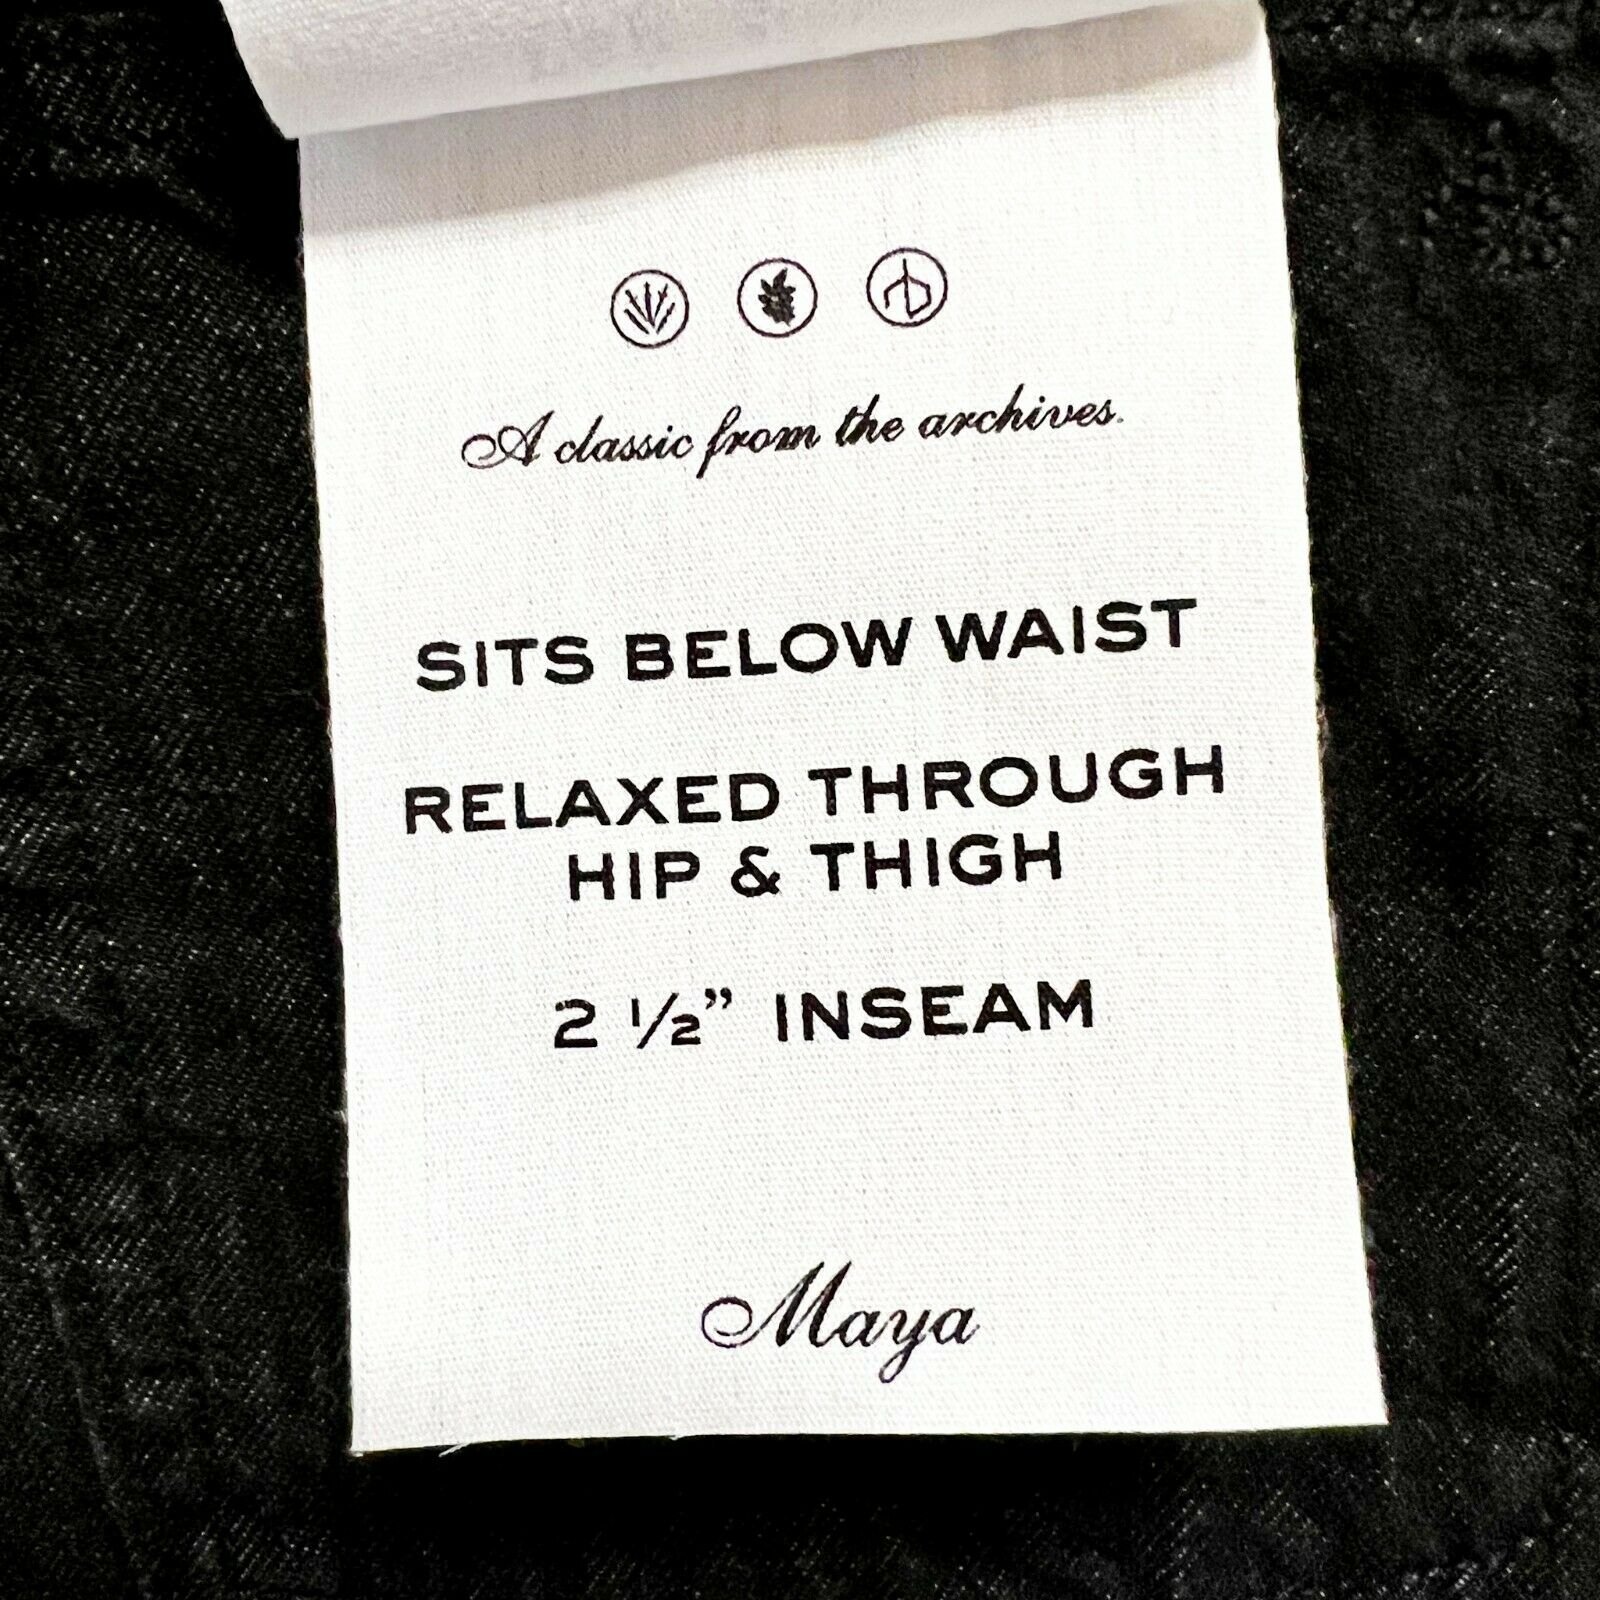 A classic from the archives.
SITS BELOW WAIST
RELAXED THROUGH
HIP & THIGH
2 ½” INSEAM
Maya